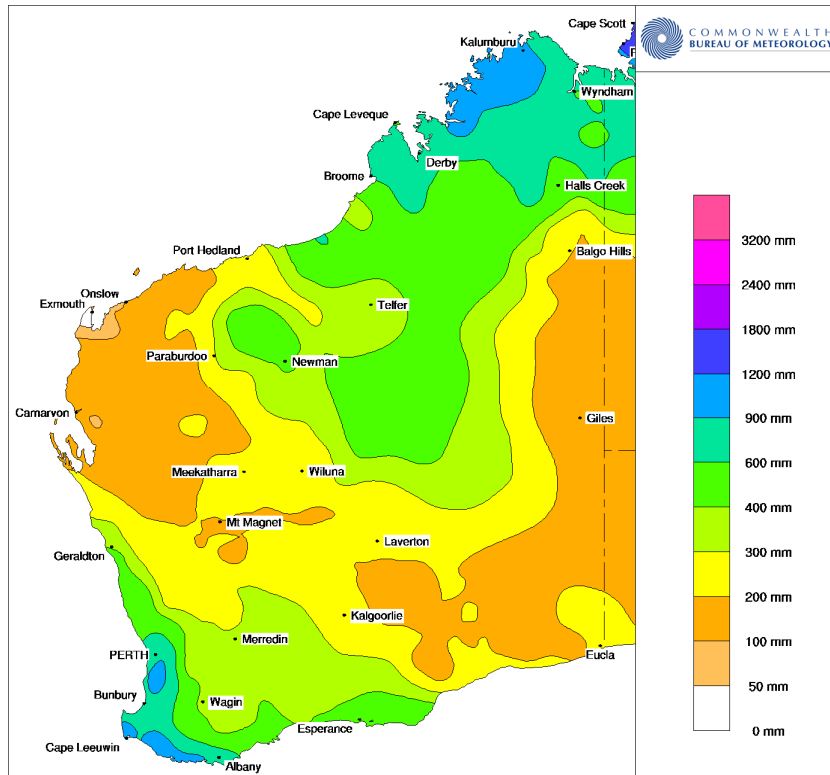 Cape Scott
COMMONWEALTH
BUREAU OF METEOROLOGY
Kalumburu
Wyndham
Cape Leveque
Derby
Broome
Halls Creek
Port Hedland
Balgo Hills
Onslow
Exmouth
Telfer
Paraburdoo
Newman
Carnarvon
Giles
Meekatharra
Wiluna
Mt Magnet
Laverton
Geraldton
Kalgoorlie
Merredin
PERTH
Eucla
Bunbury
Wagin
Esperance
Cape Leeuwin
Albany
3200 mm
2400 mm
1800 mm
1200 mm
900 mm
600 mm
400 mm
300 mm
200 mm
100 mm
50 mm
0 mm